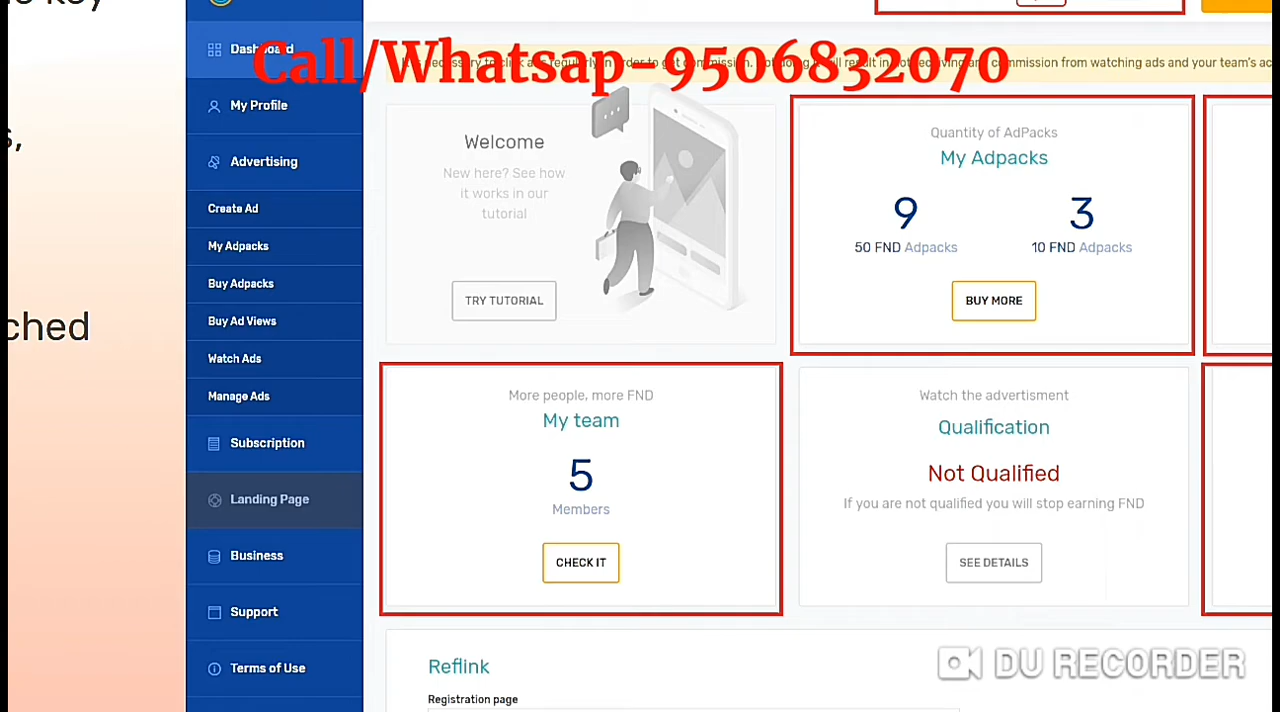 Dashboard
Call/Whatsap-9506832070
commission from watching ads and your team's
My Profile
Advertising
Create Ad
My Adpacks
Buy Adpacks
Buy Ad Views
Watch Ads
Manage Ads
Subscription
Landing Page
Business
Support
Terms of Use
ched
Welcome
New here? See how
it works in our
tutorial
TRY TUTORIAL
Quantity of AdPacks
My Adpacks
9
3
50 FND Adpacks
10 FND Adpacks
BUY MORE
More people, more FND
My team
5
Members
CHECK IT
Watch the advertisment
Qualification
Not Qualified
If you are not qualified you will stop earning FND
SEE DETAILS
Reflink
Registration page
DU RECORDER